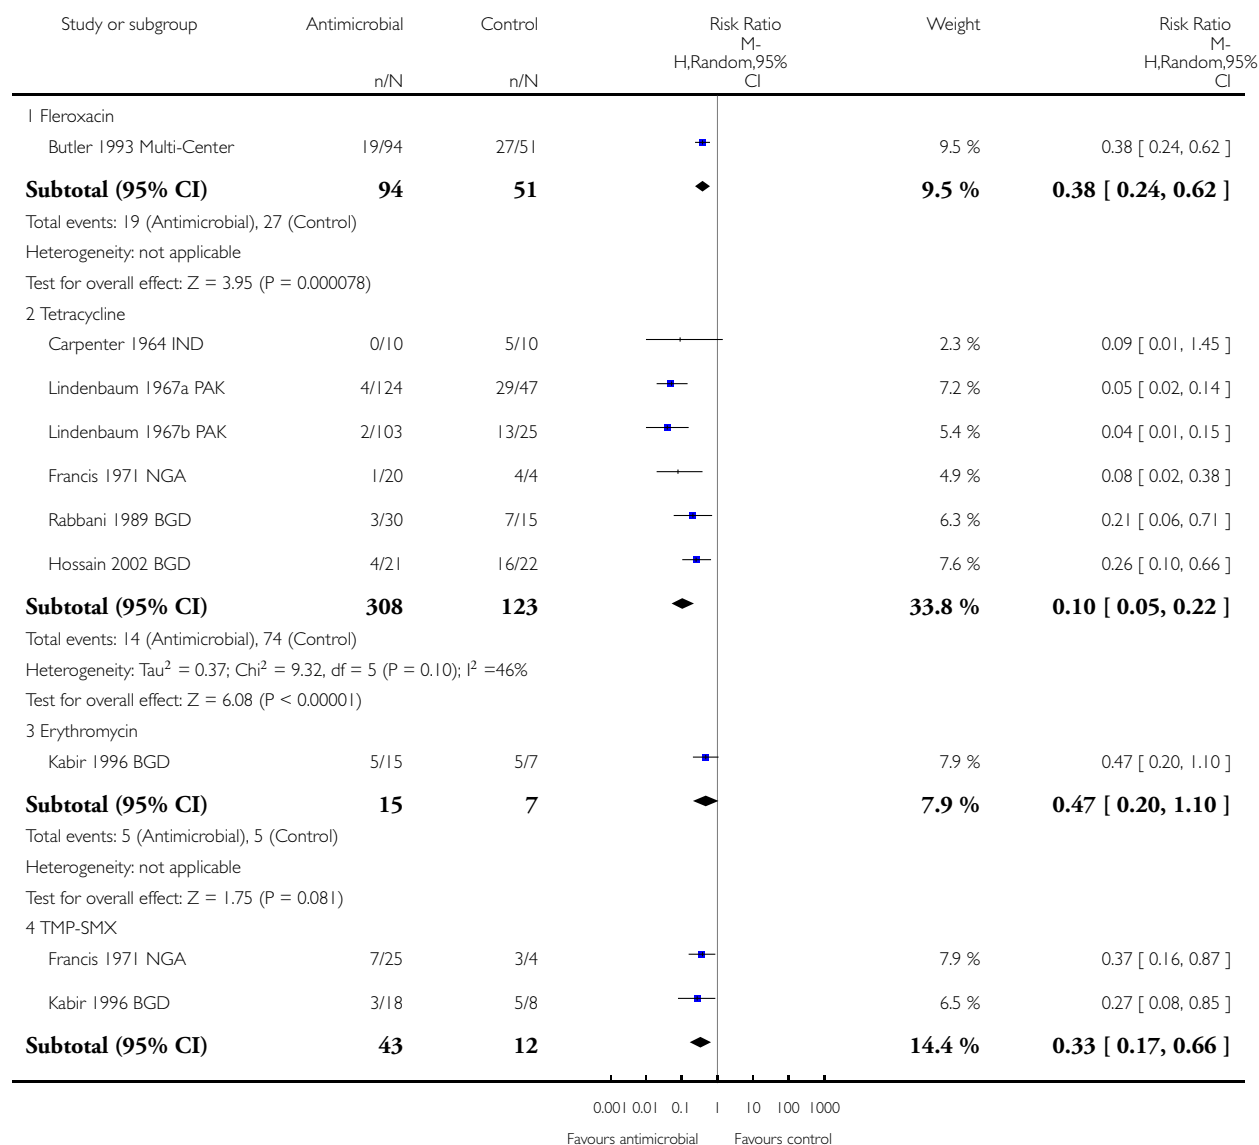 Study or subgroup Antimicrobial Control Risk Ratio Weight Risk Ratio
M- M-
H,Random,95% H,Random,95%
n/N n/N CI CI
1 Fleroxacin
Butler 1993 Multi-Center 19/94 27/51 9.5 % 0.38 [ 0.24, 0.62 ]
Subtotal (95% CI) 94 51 9.5 % 0.38 [ 0.24, 0.62 ]
Total events: 19 (Antimicrobial), 27 (Control)
Heterogeneity: not applicable
Test for overall effect: Z = 3.95 (P = 0.000078)
2 Tetracycline
Carpenter 1964 IND 0/10 5/10 2.3 % 0.09 [ 0.01, 1.45 ]
Lindenbaum 1967a PAK 4/124 29/47 7.2 % 0.05 [ 0.02, 0.14 ]
Lindenbaum 1967b PAK 2/103 13/25 5.4 % 0.04 [ 0.01, 0.15 ]
Francis 1971 NGA 1/20 4/4 4.9 % 0.08 [ 0.02, 0.38 ]
Rabbani 1989 BGD 3/30 7/15 6.3 % 0.21 [ 0.06, 0.71 ]
Hossain 2002 BGD 4/21 16/22 7.6 % 0.26 [ 0.10, 0.66 ]
Subtotal (95% CI) 308 123 33.8 % 0.10 [ 0.05, 0.22 ]
Total events: 14 (Antimicrobial), 74 (Control)
Heterogeneity: Tau² = 0.37; Chi² = 9.32, df = 5 (P = 0.10); I² =46%
Test for overall effect: Z = 6.08 (P < 0.00001)
3 Erythromycin
Kabir 1996 BGD 5/15 5/7 7.9 % 0.47 [ 0.20, 1.10 ]
Subtotal (95% CI) 15 7 7.9 % 0.47 [ 0.20, 1.10 ]
Total events: 5 (Antimicrobial), 5 (Control)
Heterogeneity: not applicable
Test for overall effect: Z = 1.75 (P = 0.081)
4 TMP-SMX
Francis 1971 NGA 7/25 3/4 7.9 % 0.37 [ 0.16, 0.87 ]
Kabir 1996 BGD 3/18 5/8 6.5 % 0.27 [ 0.08, 0.85 ]
Subtotal (95% CI) 43 12 14.4 % 0.33 [ 0.17, 0.66 ]
0.001 0.01 0.1 1 10 100 1000
Favours antimicrobial Favours control